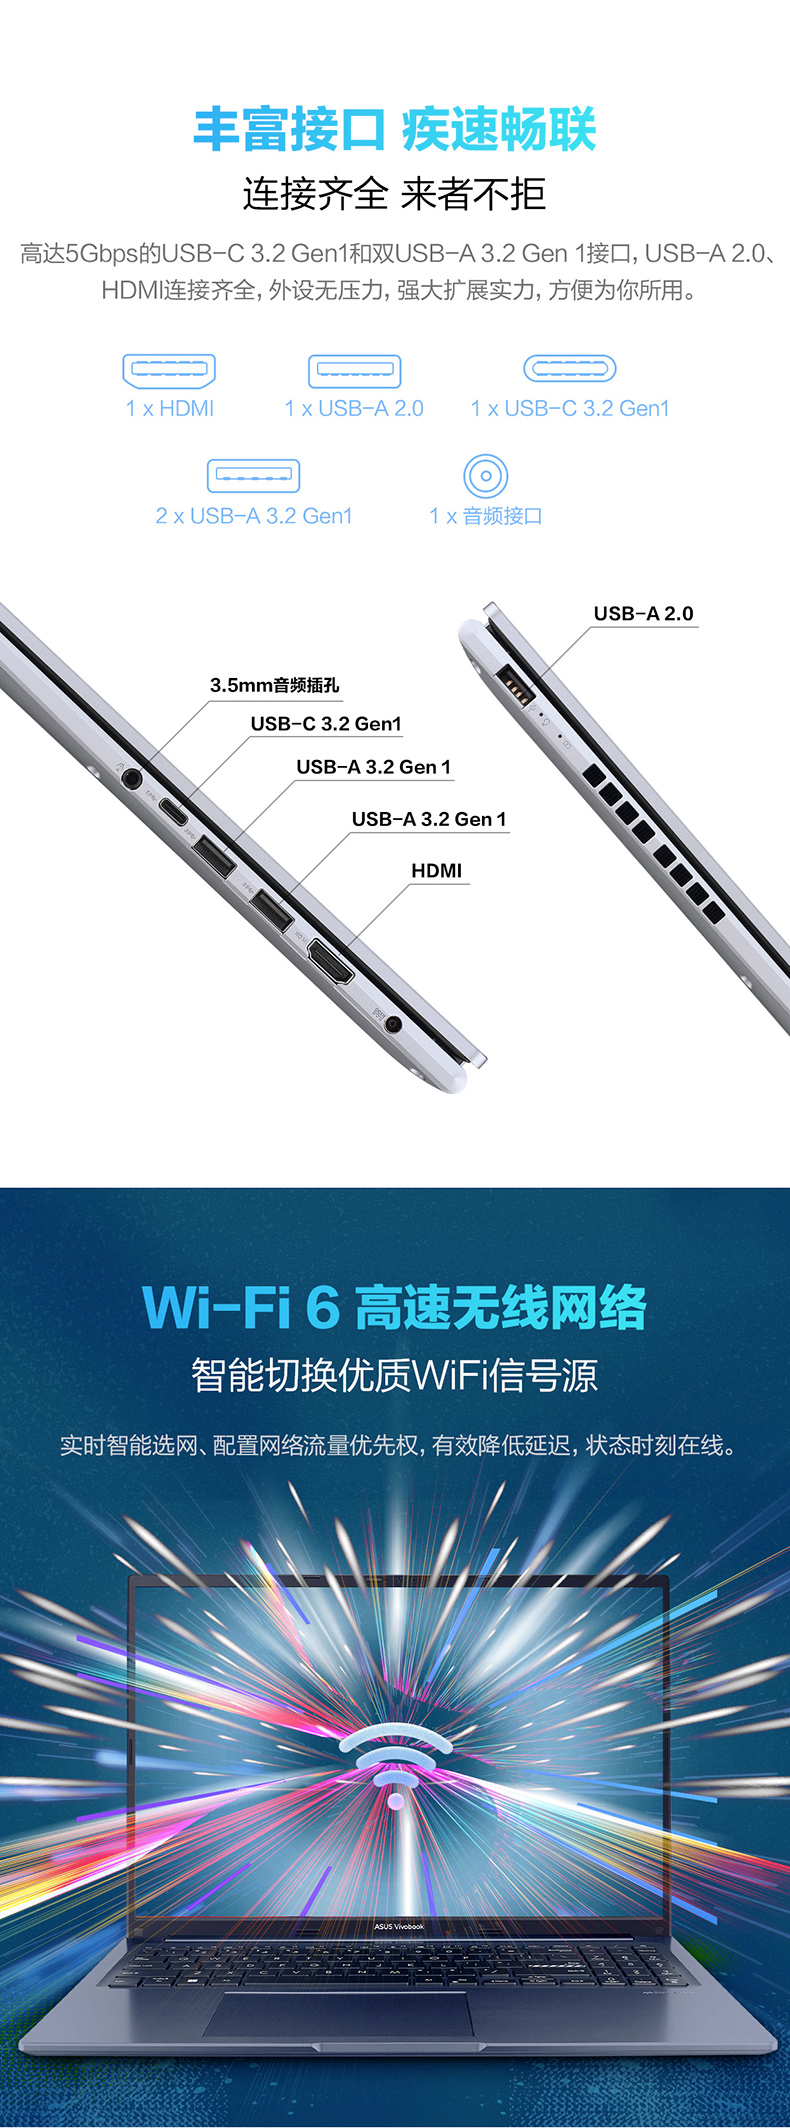 丰富接口 疾速畅联
连接齐全 来者不拒
高达5Gbps的USB-C 3.2 Gen1和双USB-A 3.2 Gen 1接口, USB-A 2.0、
HDMI连接齐全, 外设无压力, 强大扩展实力, 方便为你所用。
1 x HDMI
1 x USB-A 2.0
1 x USB-C 3.2 Gen1
2 x USB-A 3.2 Gen1
1 x 音频接口
USB-A 2.0
3.5mm音频插孔
USB-C 3.2 Gen1
USB-A 3.2 Gen 1
USB-A 3.2 Gen 1
HDMI
Wi-Fi 6 高速无线网络
智能切换优质WiFi信号源
实时智能选网、配置网络流量优先权, 有效降低延迟, 状态时刻在线。
ASUS Vivobook